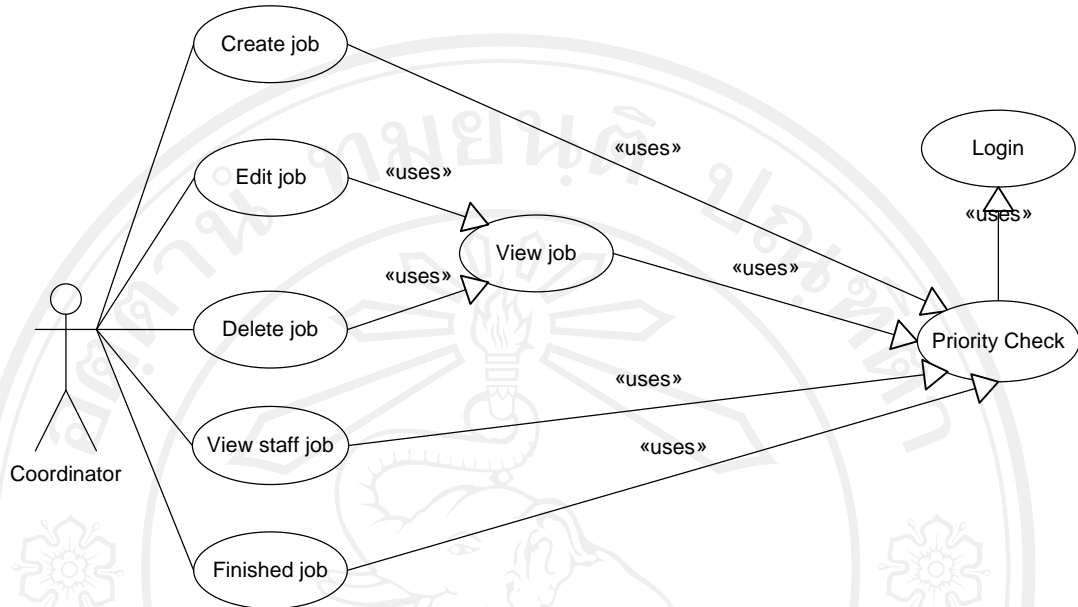 Create job
«uses»
Login
Edit job
«uses»
«uses»
View job
«uses»
«uses»
Delete job
Priority Check
«uses»
View staff job
«uses»
Coordinator
Finished job